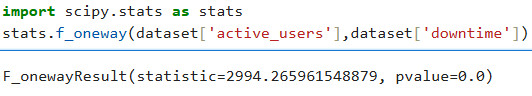 import scipy.stats as stats
stats.f_oneway(dataset['active_users'],dataset['downtime'])
F_onewayResult(statistic=2994.265961548879, pvalue=0.0)